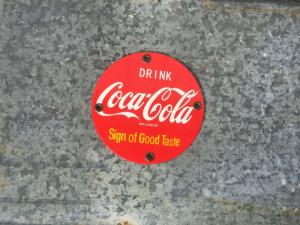 DRINK
Coca-Cola
Sign of Good Taste